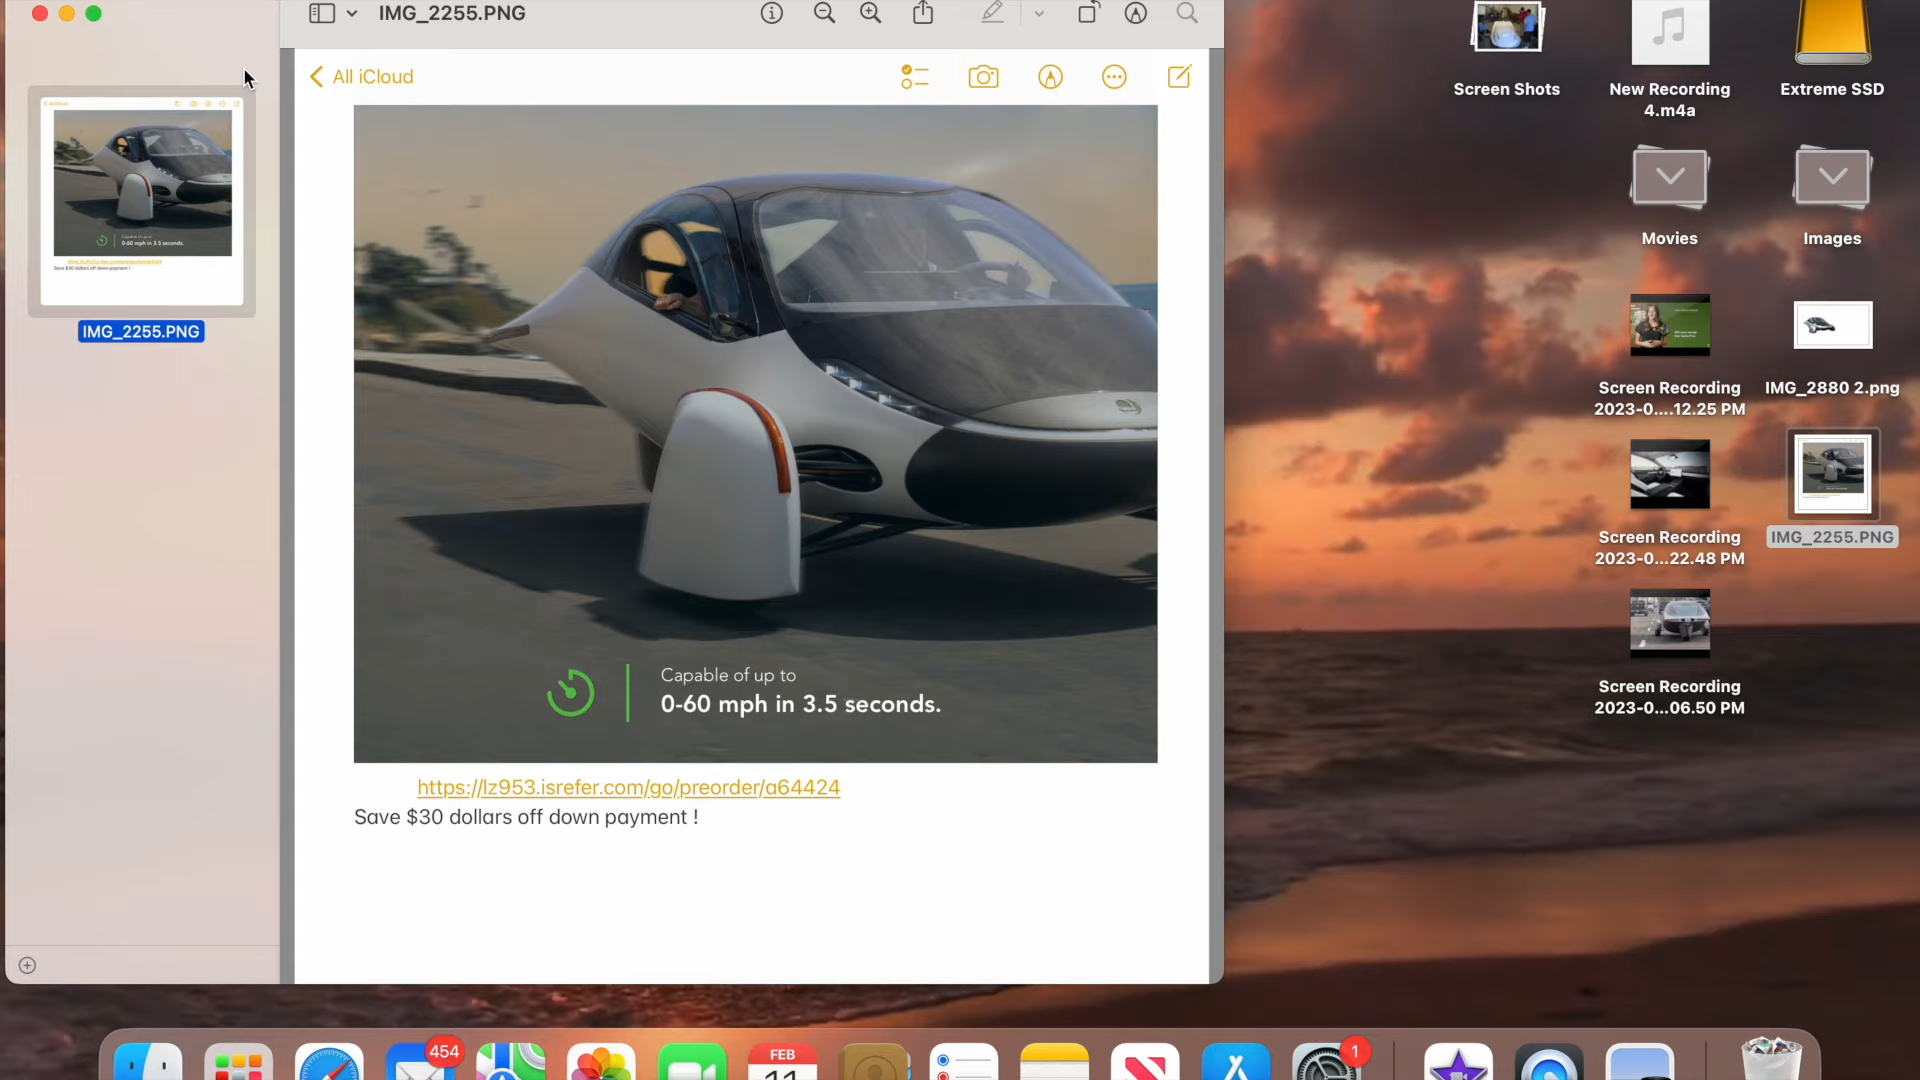 IMG_2255.PNG
All iCloud
IMG_2255.PNG
Capable of up to
0-60 mph in 3.5 seconds.
https://lz953.isrefer.com/go/preorder/a64424
Save $30 dollars off down payment !
Screen Shots
New Recording
4.m4a
Extreme SSD
Movies
Images
Screen Recording
2023-0....12.25 PM
IMG_2880 2.png
Screen Recording
2023-0...22.48 PM
IMG_2255.PNG
Screen Recording
2023-0...06.50 PM
454
FEB
11
1